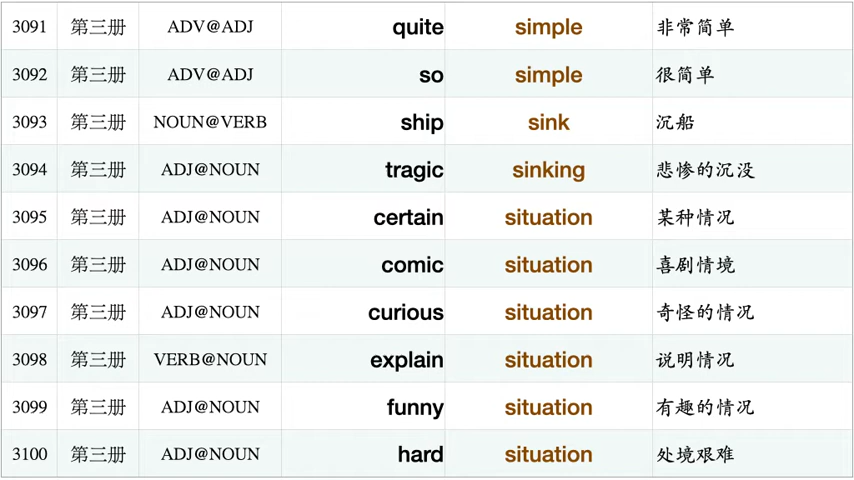 3091 第三册 ADV@ADJ quite simple 非常简单
3092 第三册 ADV@ADJ so simple 很简单
3093 第三册 NOUN@VERB ship sink 沉船
3094 第三册 ADJ@NOUN tragic sinking 悲惨的沉没
3095 第三册 ADJ@NOUN certain situation 某种情况
3096 第三册 ADJ@NOUN comic situation 喜剧情境
3097 第三册 ADJ@NOUN curious situation 奇怪的情况
3098 第三册 VERB@NOUN explain situation 说明情况
3099 第三册 ADJ@NOUN funny situation 有趣的情况
3100 第三册 ADJ@NOUN hard situation 处境艰难